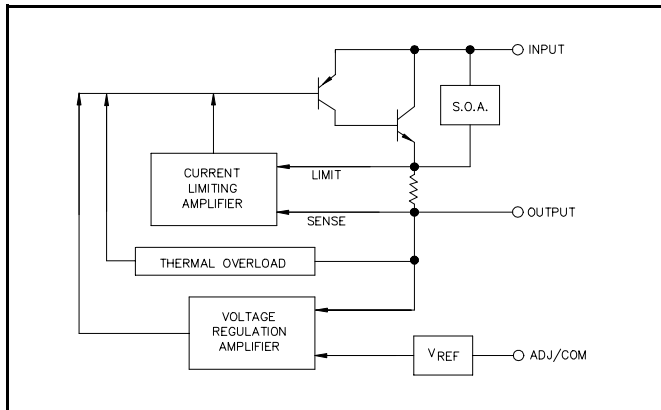 INPUT
S.O.A.
CURRENT
LIMITING
AMPLIFIER
LIMIT
SENSE
OUTPUT
THERMAL OVERLOAD
VOLTAGE
REGULATION
AMPLIFIER
VREF
ADJ/COM